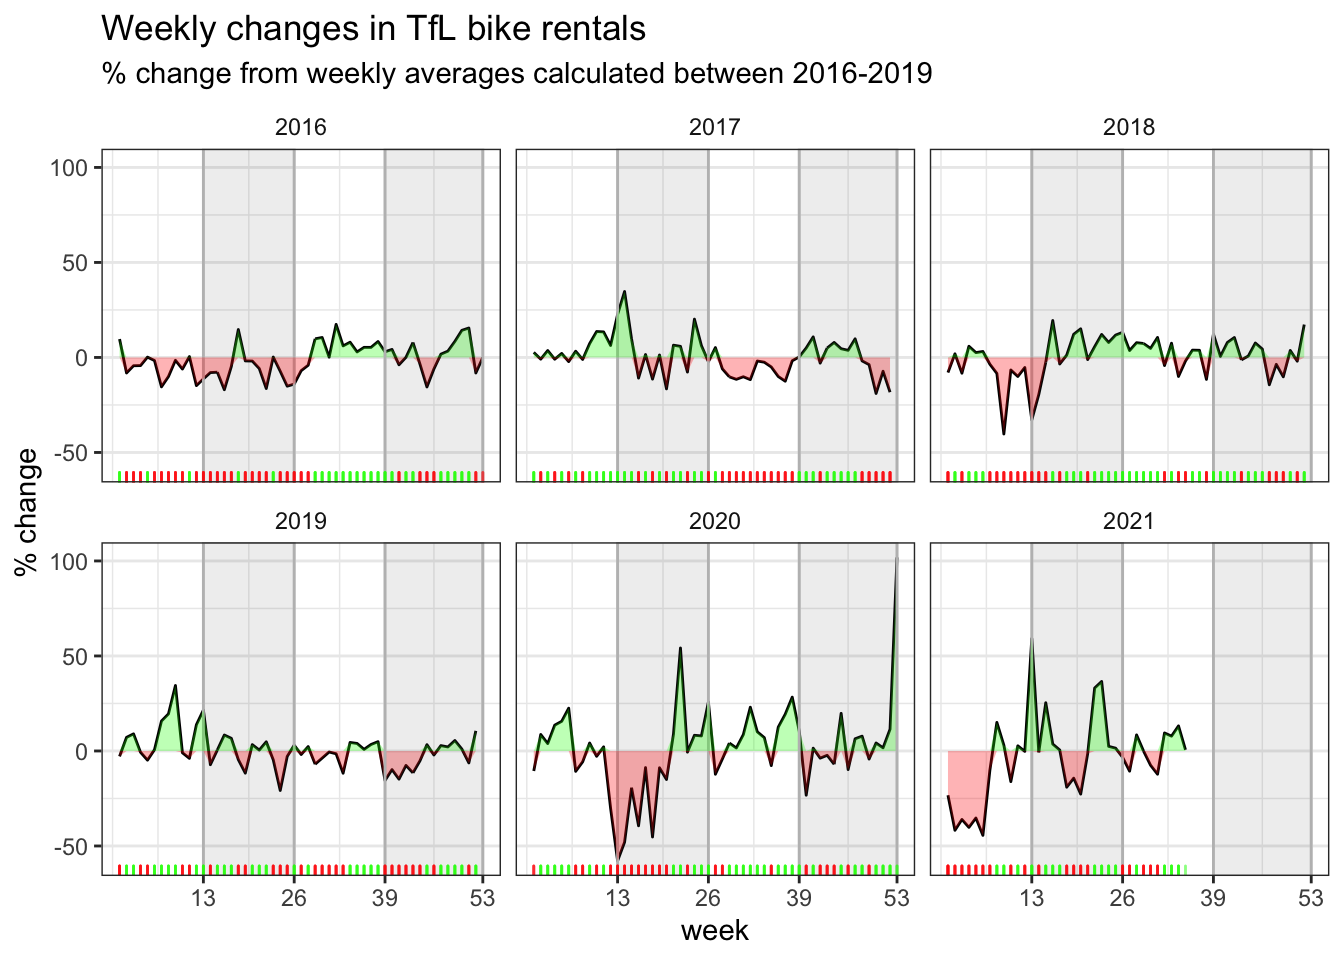 Weekly changes in TfL bike rentals
% change from weekly averages calculated between 2016-2019
2016 2017 2018
100
50
0
-50
2019 2020 2021
100
50
0
-50
% change
13 26 39 53 13 26 39 53 13 26 39 53
week